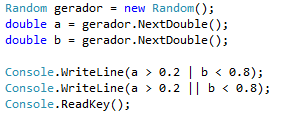 Random gerador = new Random();
double a = gerador.NextDouble();
double b = gerador.NextDouble();
Console.WriteLine(a > 0.2 | b < 0.8);
Console.WriteLine(a > 0.2 || b < 0.8);
Console.ReadKey();